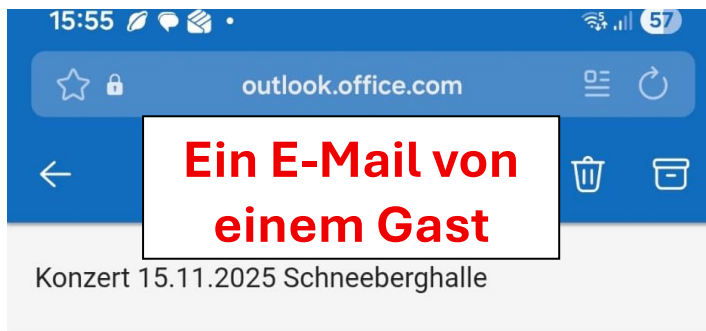 15:55
57
outlook.office.com
Ein E-Mail von
einem Gast
Konzert 15.11.2025 Schneeberghalle